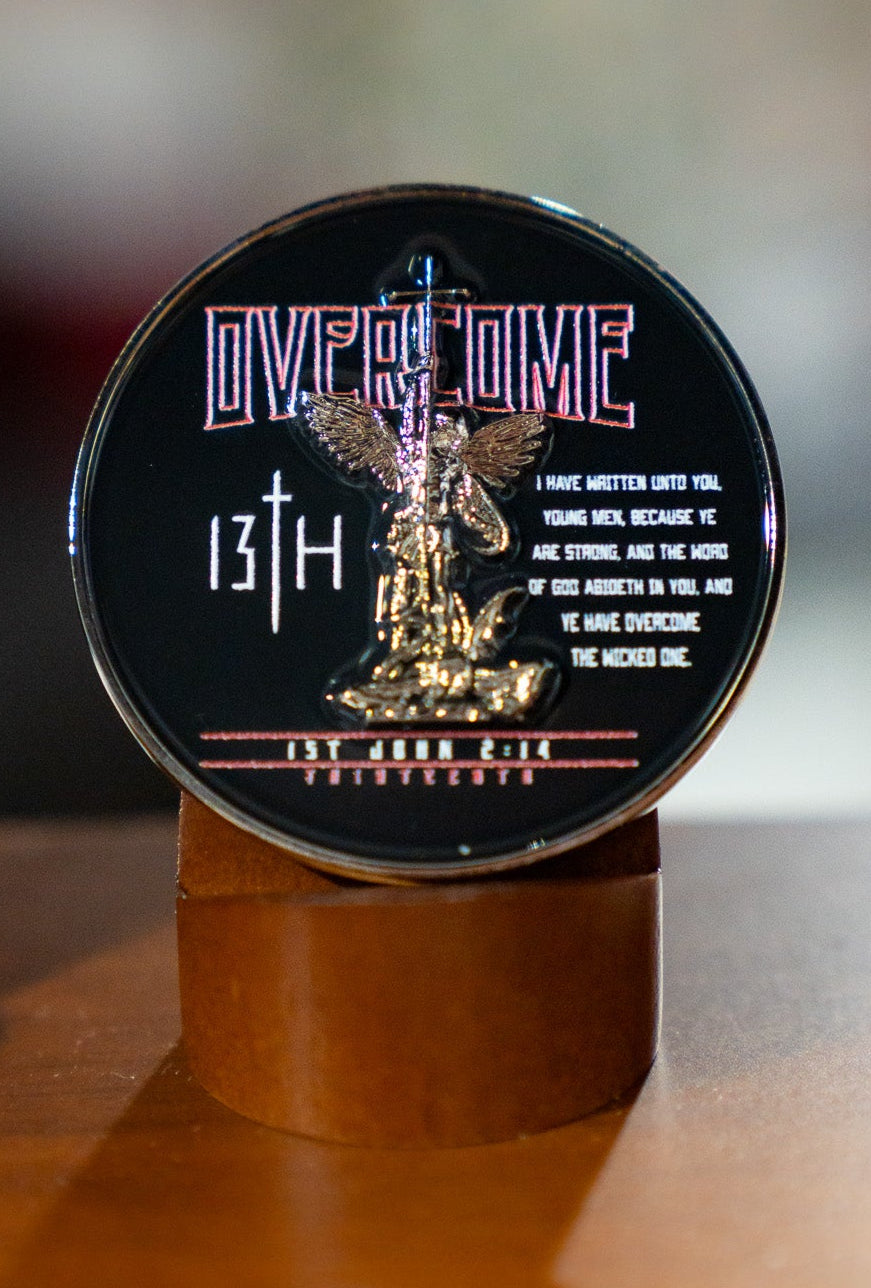 OVERCOME
13TH
I HAVE WRITTEN UNTO YOU,
YOUNG MEN, BECAUSE YE
ARE STRONG, AND THE WORD
OF GOD ABIDETH IN YOU, AND
YE HAVE OVERCOME
THE WICKED ONE.
1ST JOHN 2:14